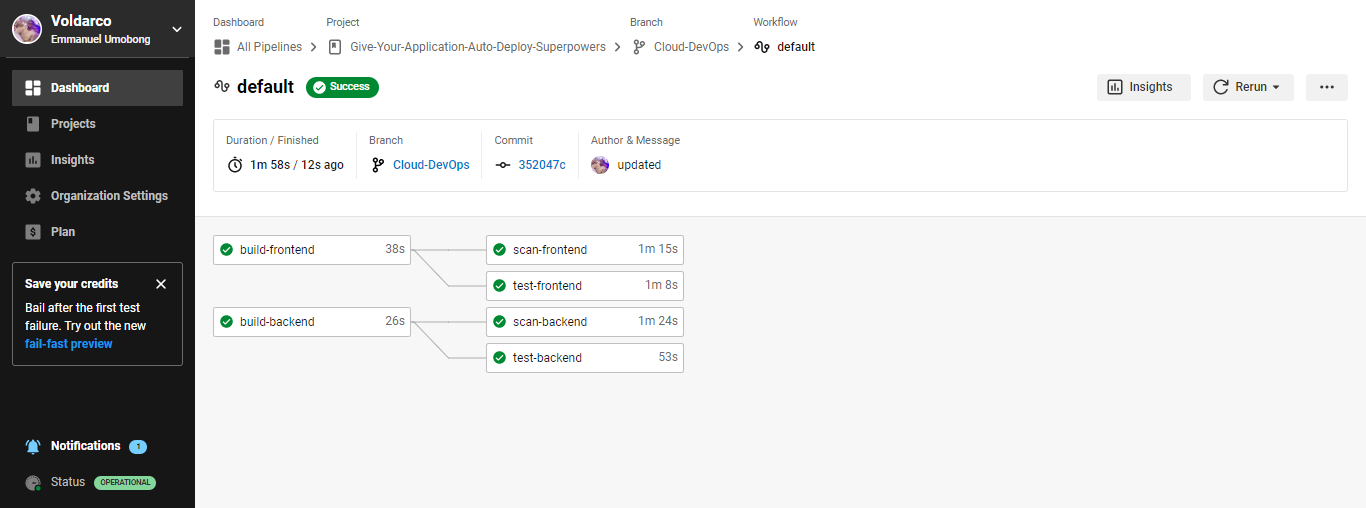 Voldarco
Emmanuel Umobong
Dashboard
Projects
Insights
Organization Settings
Plan
Save your credits
Bail after the first test
failure. Try out the new
fail-fast preview
Notifications 1
Status OPERATIONAL
Dashboard Project Branch Workflow
All Pipelines Give-Your-Application-Auto-Deploy-Superpowers Cloud-DevOps default
default Success Insights Rerun
Duration / Finished Branch Commit Author & Message
1m 58s / 12s ago Cloud-DevOps 352047c updated
build-frontend 38s scan-frontend 1m 15s
test-frontend 1m 8s
build-backend 26s scan-backend 1m 24s
test-backend 53s